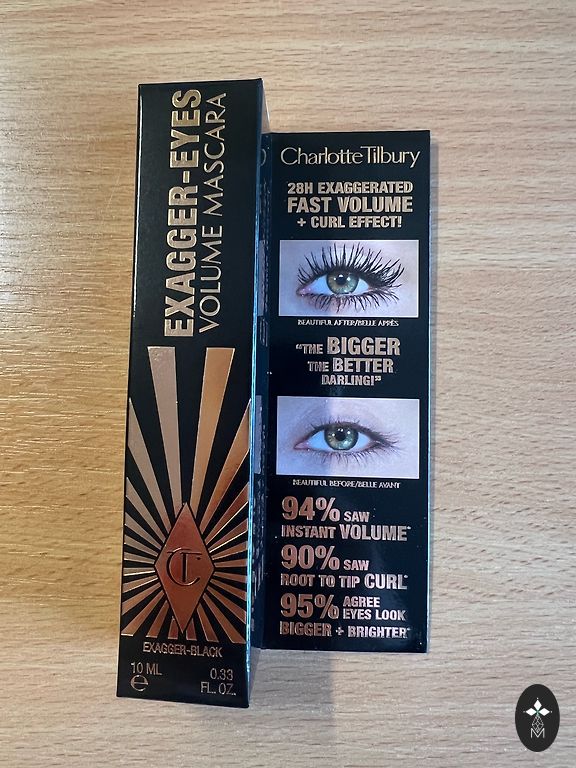 EXAGGER-EYES
VOLUME MASCARA
CT
EXAGGER-BLACK
10 ML
0.33
℮
FL. OZ.
Charlotte Tilbury
28H EXAGGERATED
FAST VOLUME
+ CURL EFFECT!
BEAUTIFUL AFTER/BELLE APRÈS
"THE BIGGER
THE BETTER
DARLING!"
BEAUTIFUL BEFORE/BELLE AVANT
94% SAW
INSTANT VOLUME*
90% SAW
ROOT TO TIP CURL*
95% AGREE
EYES LOOK
BIGGER + BRIGHTER*
M